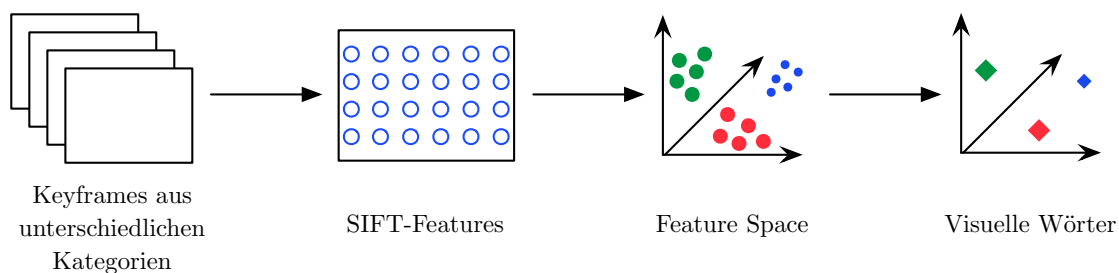 Keyframes aus
unterschiedlichen
Kategorien
SIFT-Features
Feature Space
Visuelle Wörter